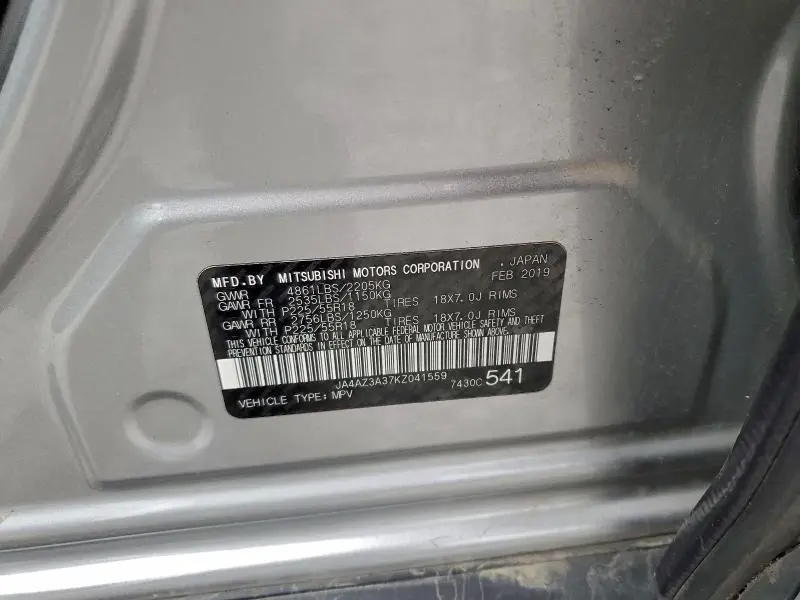 MFD.BY MITSUBISHI MOTORS CORPORATION , JAPAN
GVWR 4861LBS/2205KG FEB 2019
GAWR FR 2535LBS/1150KG
WITH P225/55R18 TIRES 18X7.0J RIMS
GAWR RR 2756LBS/1250KG
WITH P225/55R18 TIRES 18X7.0J RIMS
THIS VEHICLE CONFORMS TO ALL APPLICABLE FEDERAL MOTOR VEHICLE SAFETY AND THEFT
PREVENTION STANDARDS IN EFFECT ON THE DATE OF MANUFACTURE SHOWN ABOVE.
JA4AZ3A37KZ041559 7430C 541
VEHICLE TYPE: MPV